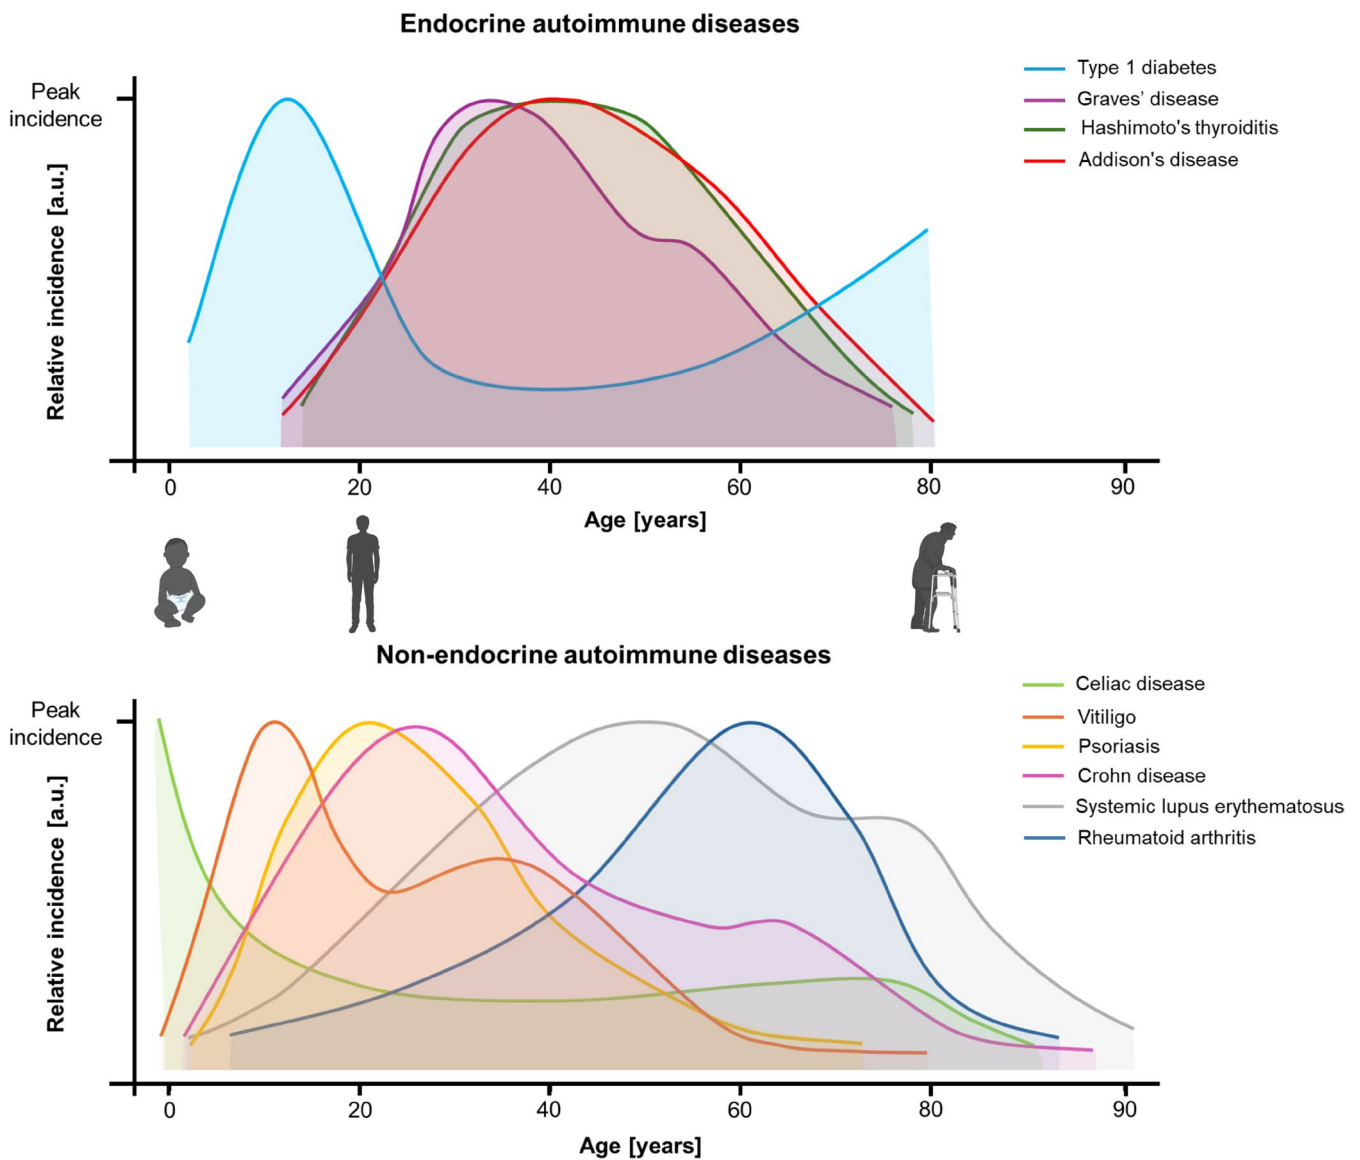 Endocrine autoimmune diseases
Peak
incidence
Relative incidence [a.u.]
Type 1 diabetes
Graves’ disease
Hashimoto's thyroiditis
Addison's disease
0 20 40 60 80 90
Age [years]
Non-endocrine autoimmune diseases
Peak
incidence
Relative incidence [a.u.]
Celiac disease
Vitiligo
Psoriasis
Crohn disease
Systemic lupus erythematosus
Rheumatoid arthritis
0 20 40 60 80 90
Age [years]